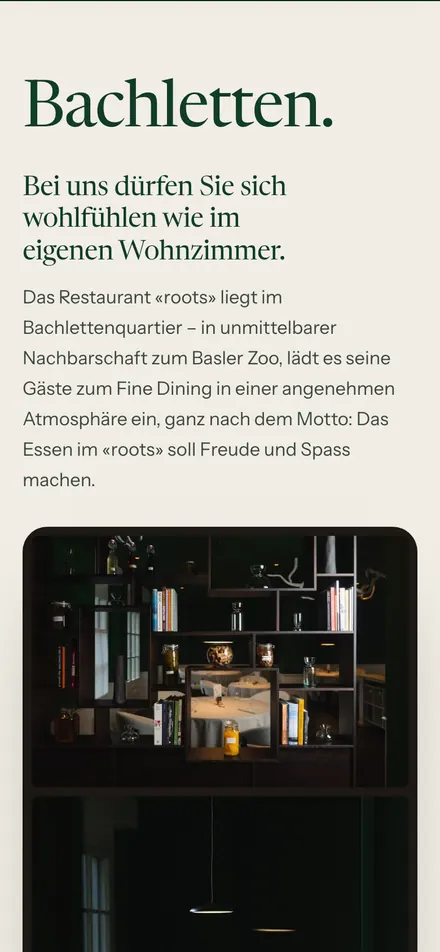 Bachletten.
Bei uns dürfen Sie sich
wohlfühlen wie im
eigenen Wohnzimmer.
Das Restaurant «roots» liegt im
Bachlettenquartier – in unmittelbarer
Nachbarschaft zum Basler Zoo, lädt es seine
Gäste zum Fine Dining in einer angenehmen
Atmosphäre ein, ganz nach dem Motto: Das
Essen im «roots» soll Freude und Spass
machen.